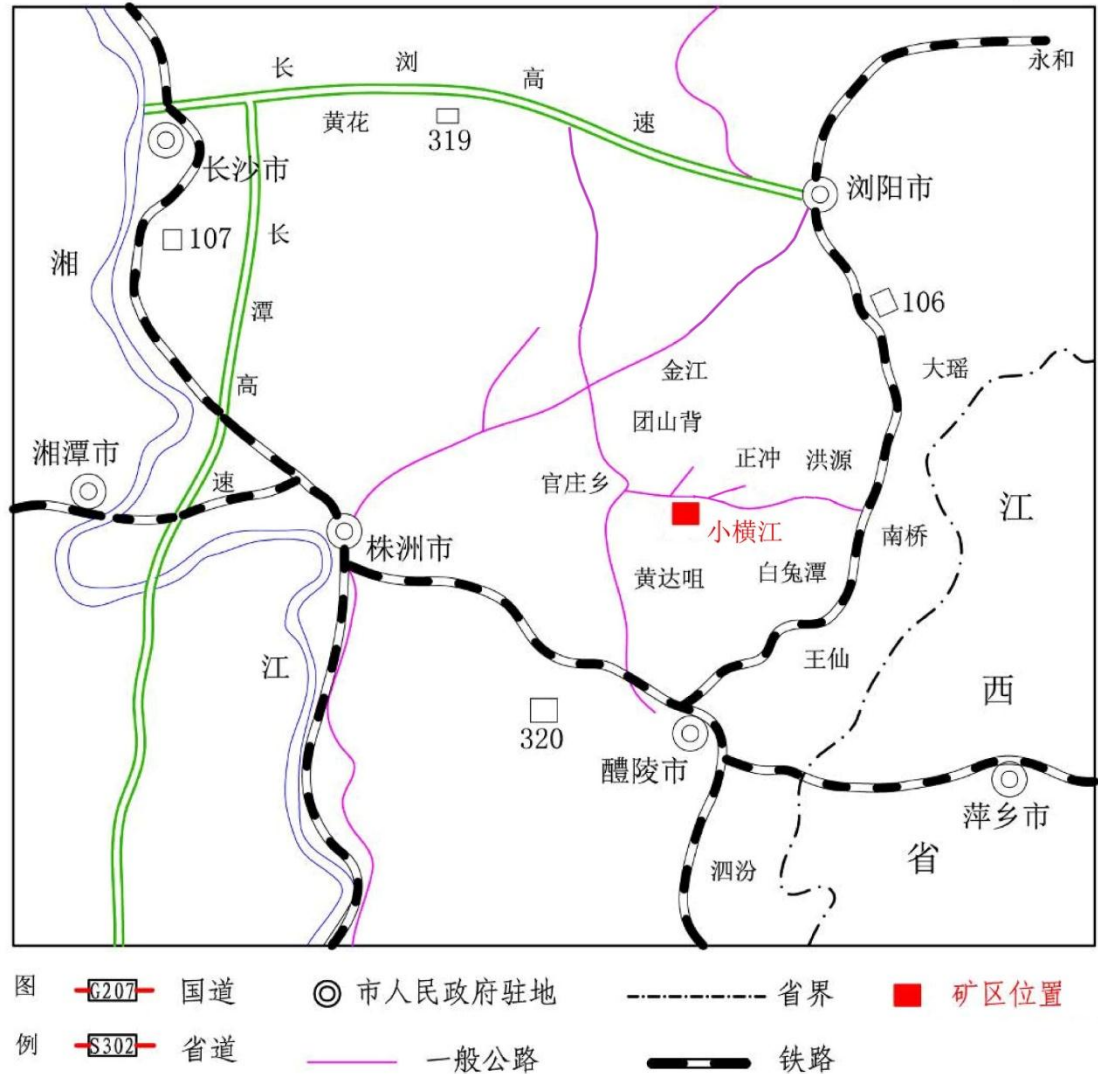 永和
长 浏 高 速
黄花
319
长沙市
浏阳市
107
长 潭 高 速
湘 江
106
大瑶
金江
团山背
湘潭市
官庄乡
正冲
洪源
江 西 省
小横江
南桥
株洲市
黄达咀
白兔潭
王仙
320
醴陵市
萍乡市
泗汾
图例
G207 国道
市人民政府驻地
省界
矿区位置
S302 省道
一般公路
铁路